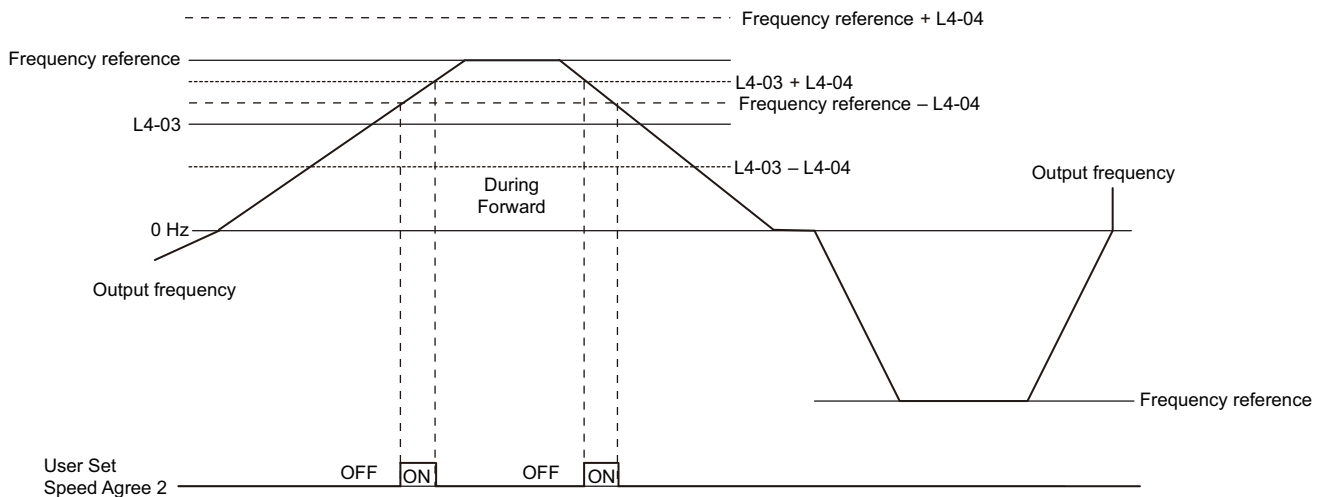 Frequency reference + L4-04
Frequency reference
L4-03 + L4-04
Frequency reference – L4-04
L4-03
L4-03 – L4-04
During
Forward
Output frequency
0 Hz
Output frequency
Frequency reference
User Set
Speed Agree 2
OFF
ON
OFF
ON